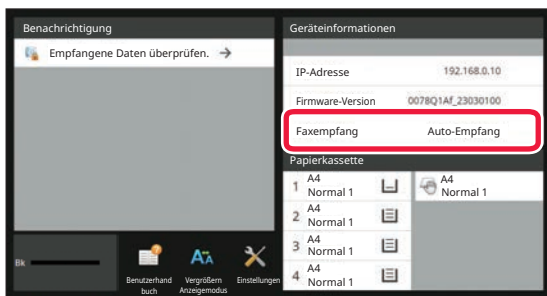 Benachrichtigung
Empfangene Daten überprüfen. →
Geräteinformationen
IP-Adresse 192.168.0.10
Firmware-Version 0078Q1Af_23030100
Faxempfang Auto-Empfang
Papierkassette
1 A4
Normal 1
A4
Normal 1
2 A4
Normal 1
3 A4
Normal 1
4 A4
Normal 1
Bk
Benutzerhand
buch
Vergrößern
Anzeigemodus
Einstellungen